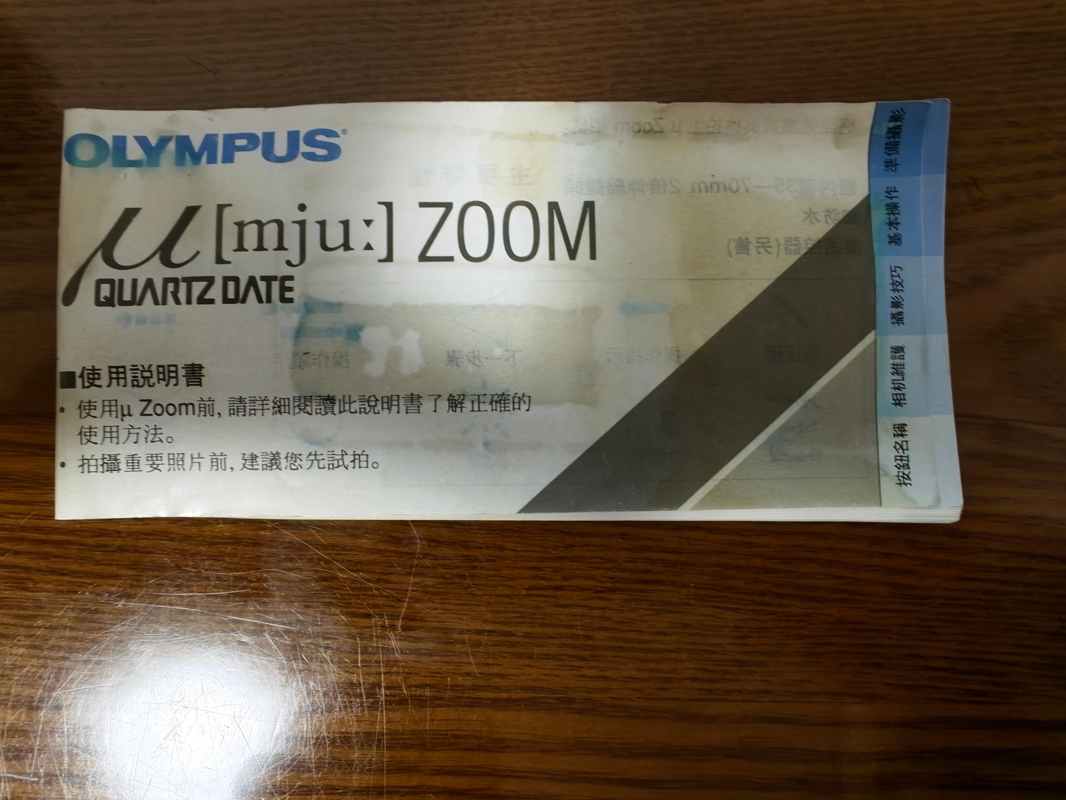 OLYMPUS®
μ[mju:] ZOOM
QUARTZ DATE
■使用説明書
• 使用μ Zoom前, 請詳細閱讀此說明書了解正確的
使用方法。
• 拍攝重要照片前, 建議您先試拍。
準備攝影
基本操作
攝影技巧
相机維護
按鈕名稱